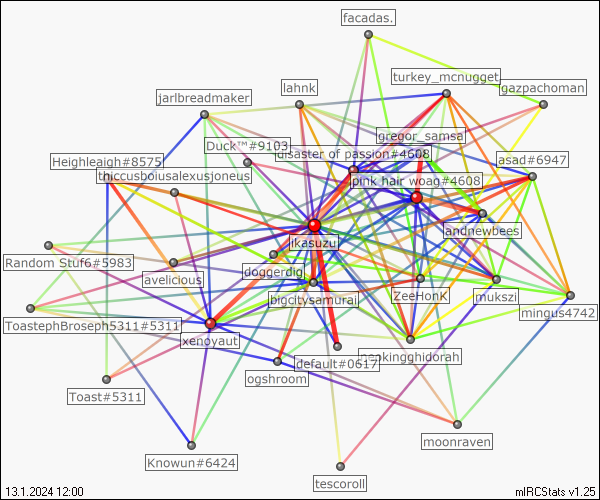 facadas.
turkey_mcnugget
gazpachoman
lahnk
jarlbreadmaker
gregor_samsa
Duck™#9103
disaster of passion#4608
asad#6947
Heighleaigh#8575
thiccusboiusalexusjoneus
pink hair woag#4608
andnewbees
ikasuzu
Random Stuf6#5983
doggerdig
avelicious
bigcitysamurai
ZeeHonK
mukszi
mingus4742
ToastephBroseph5311#5311
xenoyaut
default#0617
ogshroom
Toast#5311
moonraven
Knowun#6424
tescoroll
13.1.2024 12:00
mIRCStats v1.25